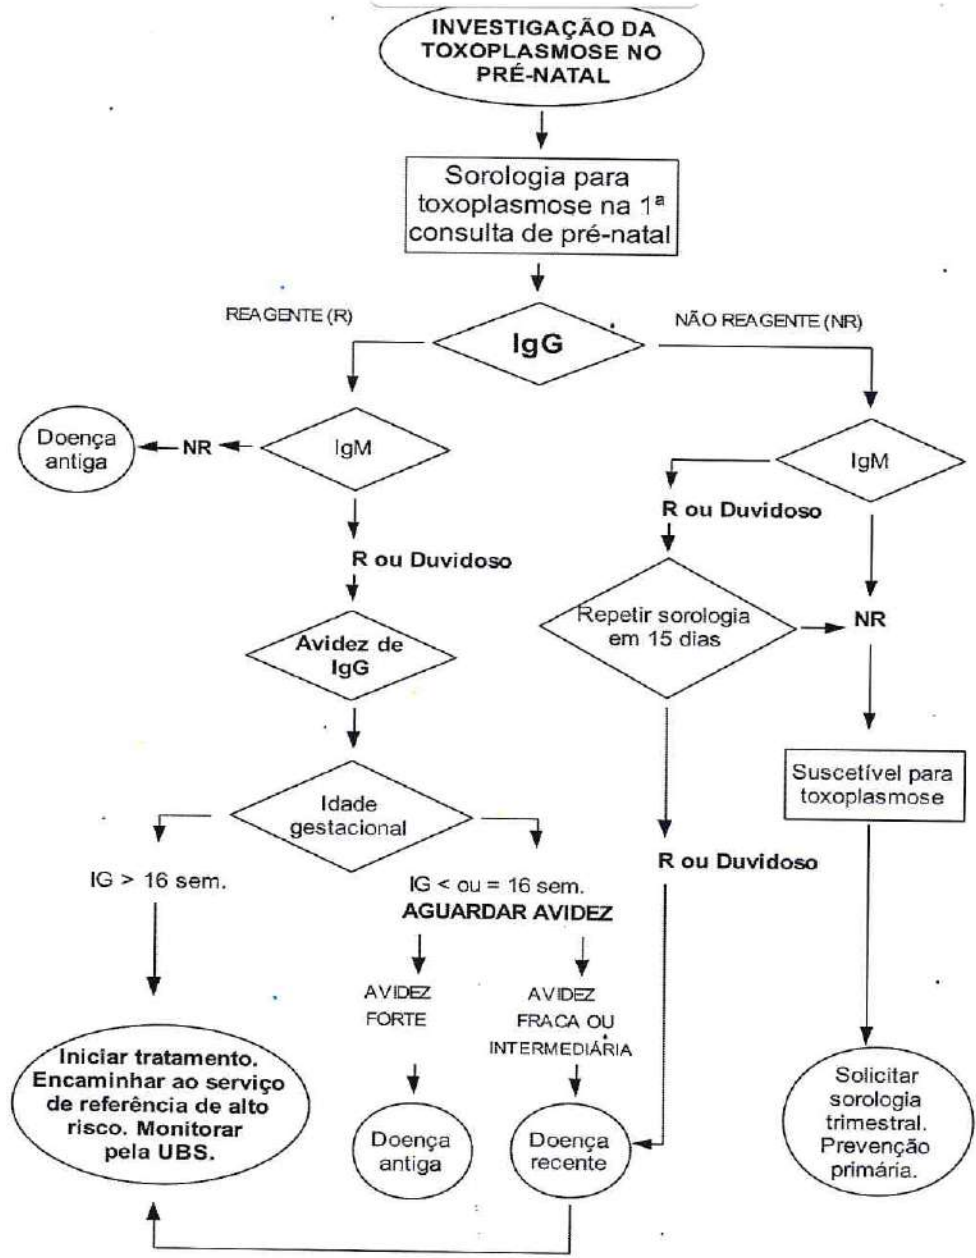 INVESTIGAÇÃO DA
TOXOPLASMOSE NO
PRÉ-NATAL
Sorologia para
toxoplasmose na 1ª
consulta de pré-natal
REAGENTE (R)
NÃO REAGENTE (NR)
IgG
Doença
antiga
NR
IgM
IgM
R ou Duvidoso
R ou Duvidoso
Repetir sorologia
em 15 dias
NR
Avidez de
IgG
Suscetível para
toxoplasmose
Idade
gestacional
R ou Duvidoso
IG > 16 sem.
IG < ou = 16 sem.
AGUARDAR AVIDEZ
AVIDEZ
FORTE
AVIDEZ
FRACA OU
INTERMEDIÁRIA
Iniciar tratamento.
Encaminhar ao serviço
de referência de alto
risco. Monitorar
pela UBS.
Doença
antiga
Doença
recente
Solicitar
sorologia
trimestral.
Prevenção
primária.